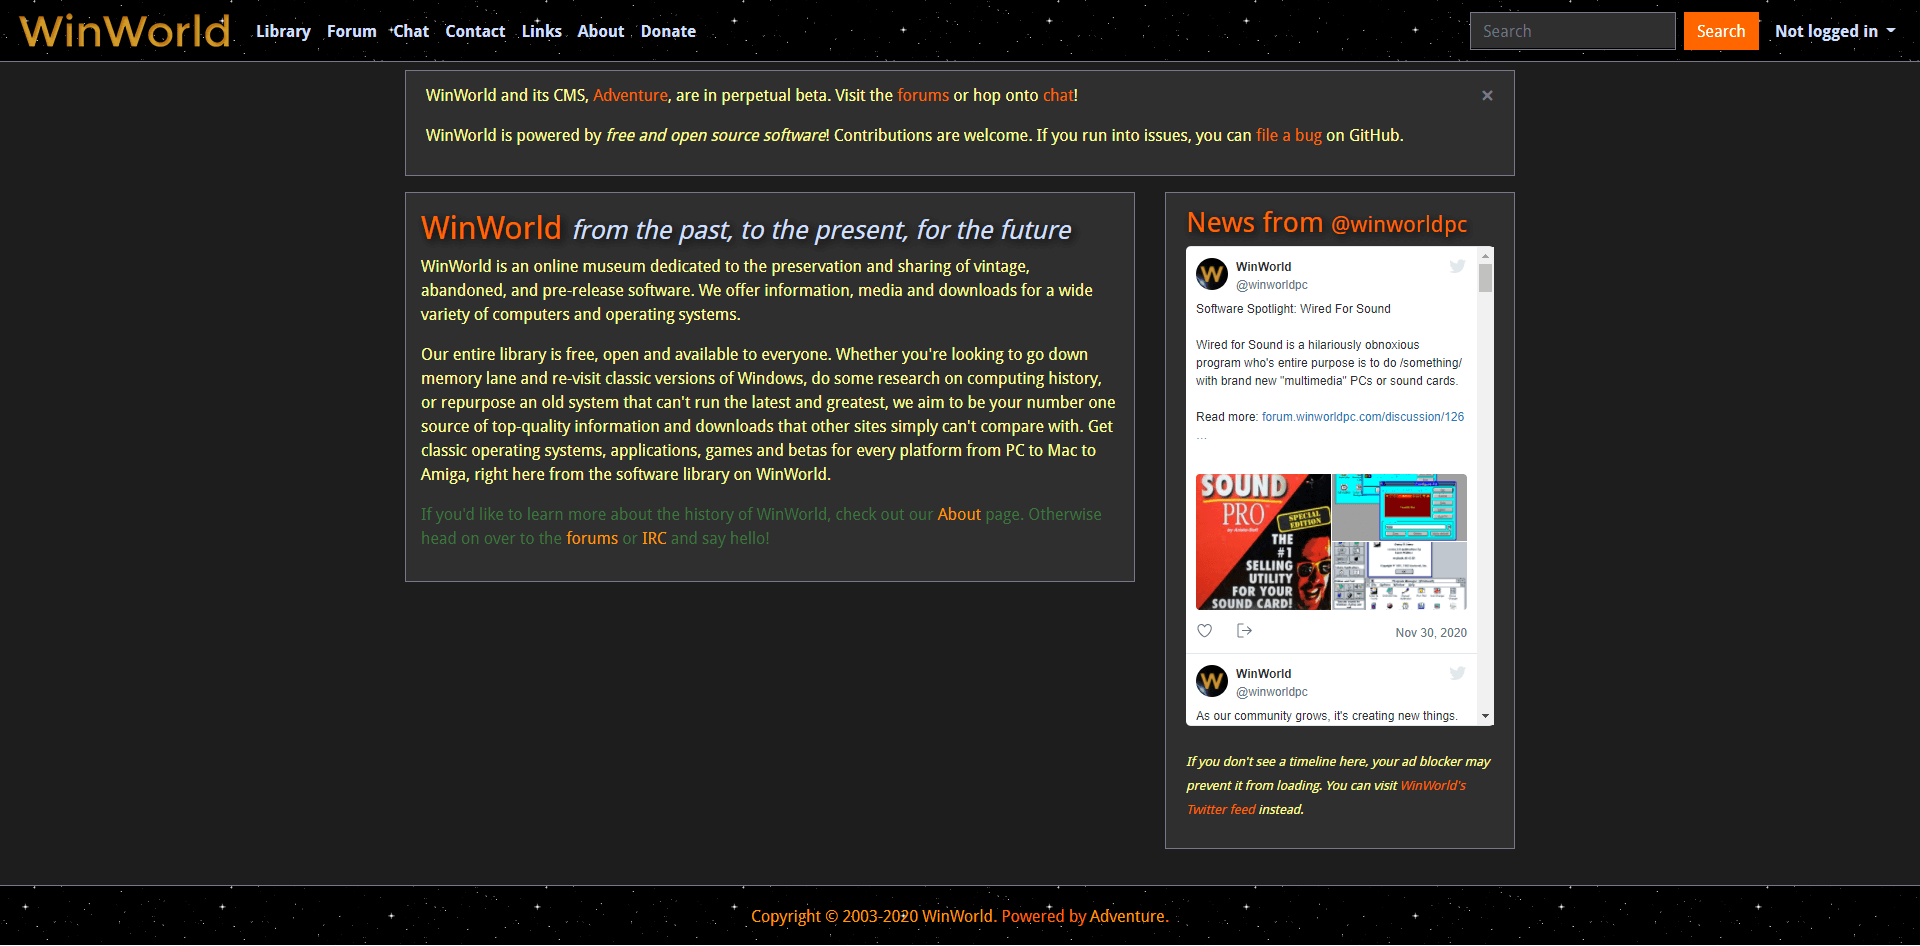 WinWorld Library Forum Chat Contact Links About Donate Search Search Not logged in
WinWorld and its CMS, Adventure, are in perpetual beta. Visit the forums or hop onto chat! ×
WinWorld is powered by free and open source software! Contributions are welcome. If you run into issues, you can file a bug on GitHub.
WinWorld from the past, to the present, for the future
WinWorld is an online museum dedicated to the preservation and sharing of vintage,
abandoned, and pre-release software. We offer information, media and downloads for a wide
variety of computers and operating systems.
Our entire library is free, open and available to everyone. Whether you're looking to go down
memory lane and re-visit classic versions of Windows, do some research on computing history,
or repurpose an old system that can't run the latest and greatest, we aim to be your number one
source of top-quality information and downloads that other sites simply can't compare with. Get
classic operating systems, applications, games and betas for every platform from PC to Mac to
Amiga, right here from the software library on WinWorld.
If you'd like to learn more about the history of WinWorld, check out our About page. Otherwise
head on over to the forums or IRC and say hello!
News from @winworldpc
W
WinWorld
@winworldpc
Software Spotlight: Wired For Sound
Wired for Sound is a hilariously obnoxious
program who's entire purpose is to do /something/
with brand new "multimedia" PCs or sound cards.
Read more: forum.winworldpc.com/discussion/126
…
SOUND
PRO
SPECIAL
EDITION
THE
#1
SELLING
UTILITY
FOR YOUR
SOUND CARD!
Nov 30, 2020
W
WinWorld
@winworldpc
As our community grows, it's creating new things.
If you don't see a timeline here, your ad blocker may
prevent it from loading. You can visit WinWorld's
Twitter feed instead.
Copyright © 2003-2020 WinWorld. Powered by Adventure.